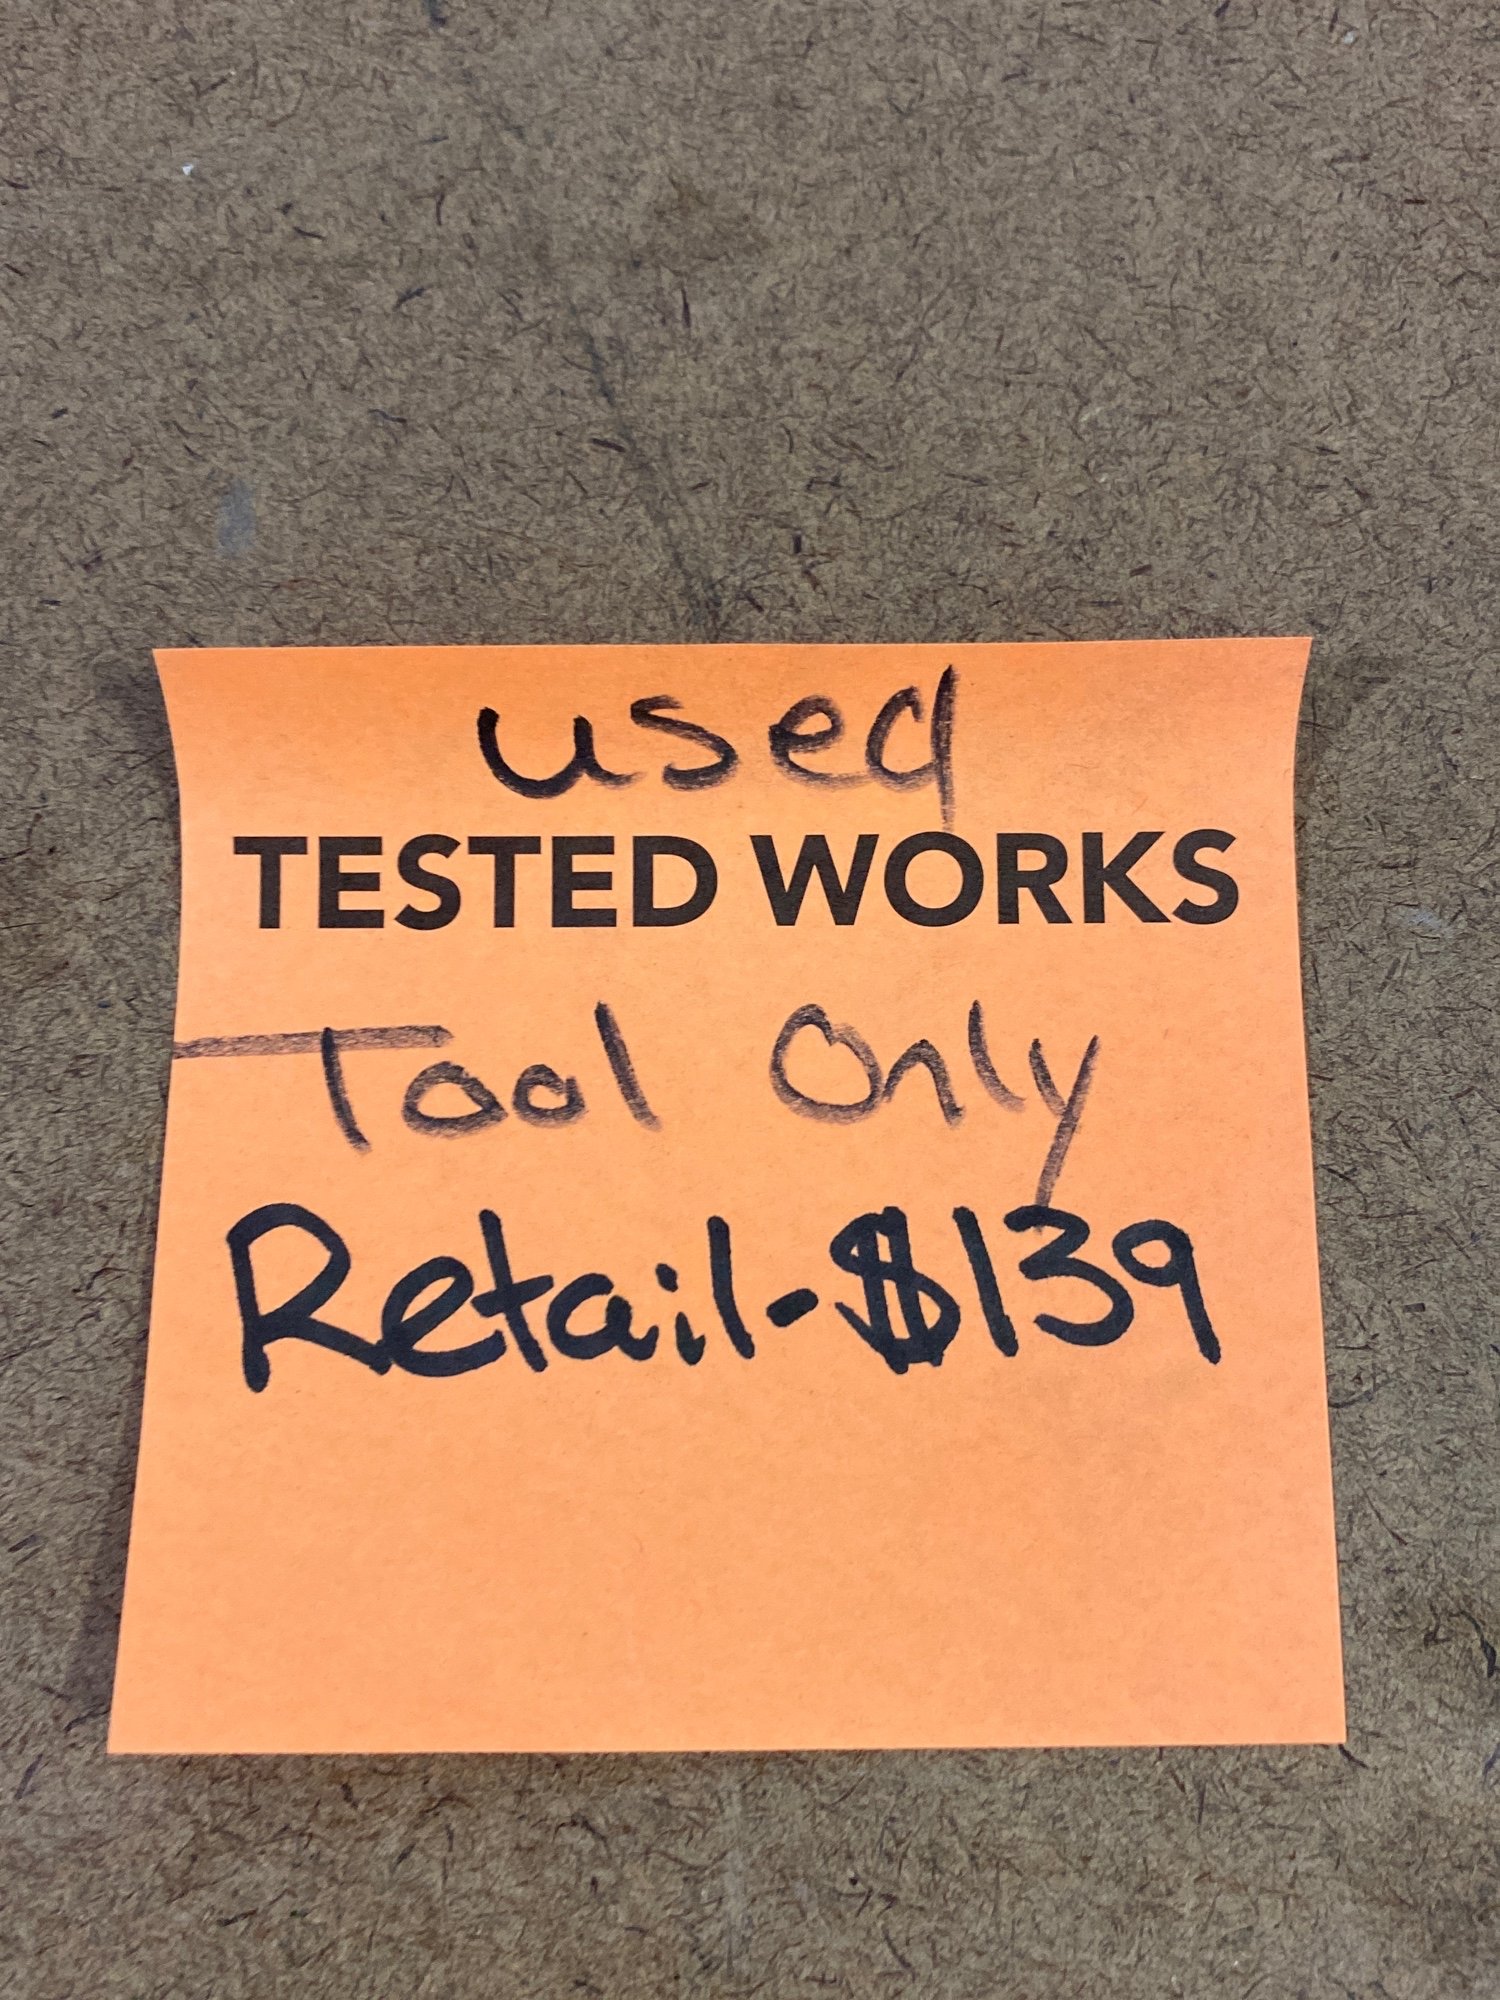 used
TESTED WORKS
Tool Only
Retail-$139